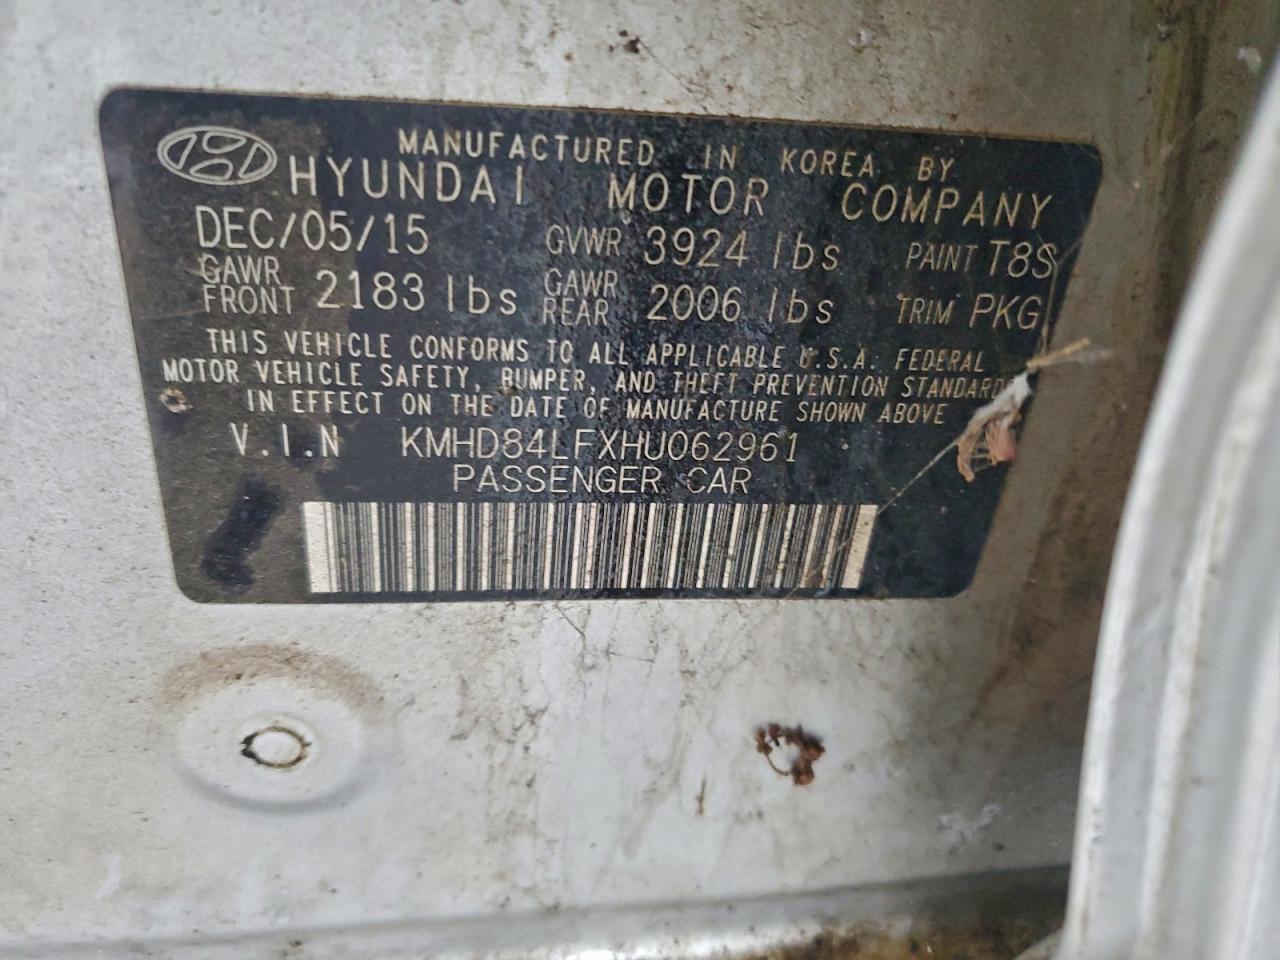 MANUFACTURED IN KOREA BY
HYUNDAI MOTOR COMPANY
DEC/05/15 GVWR 3924 lbs PAINT T8S
GAWR FRONT 2183 lbs GAWR REAR 2006 lbs TRIM PKG
THIS VEHICLE CONFORMS TO ALL APPLICABLE U.S.A. FEDERAL
MOTOR VEHICLE SAFETY, BUMPER, AND THEFT PREVENTION STANDARDS
IN EFFECT ON THE DATE OF MANUFACTURE SHOWN ABOVE
V.I.N KMHD84LFXHU062961
PASSENGER CAR